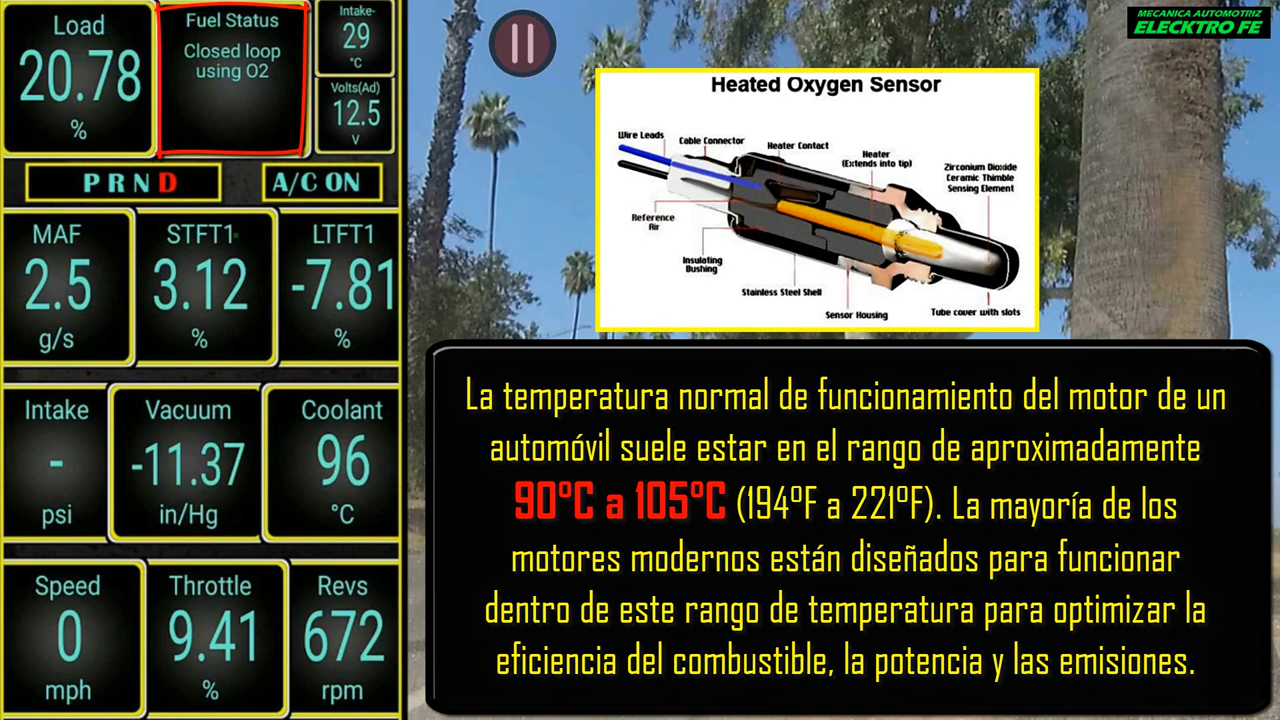 Load
20.78
%
Fuel Status
Closed loop
using O2
Intake-
29
°C
Volts(Ad)
12.5
V
P R N D
A/C ON
MAF
2.5
g/s
STFT1
3.12
%
LTFT1
-7.81
%
Intake
-
psi
Vacuum
-11.37
in/Hg
Coolant
96
°C
Speed
0
mph
Throttle
9.41
%
Revs
672
rpm
MECANICA AUTOMOTRIZ
ELECKTRO FE
Heated Oxygen Sensor
Wire Leads
Cable Connector
Heater Contact
Heater
(Extends into tip)
Zirconium Dioxide
Ceramic Thimble
Sensing Element
Reference
Air
Insulating
Bushing
Stainless Steel Shell
Sensor Housing
Tube cover with slots
La temperatura normal de funcionamiento del motor de un
automóvil suele estar en el rango de aproximadamente
90°C a 105°C (194°F a 221°F). La mayoría de los
motores modernos están diseñados para funcionar
dentro de este rango de temperatura para optimizar la
eficiencia del combustible, la potencia y las emisiones.